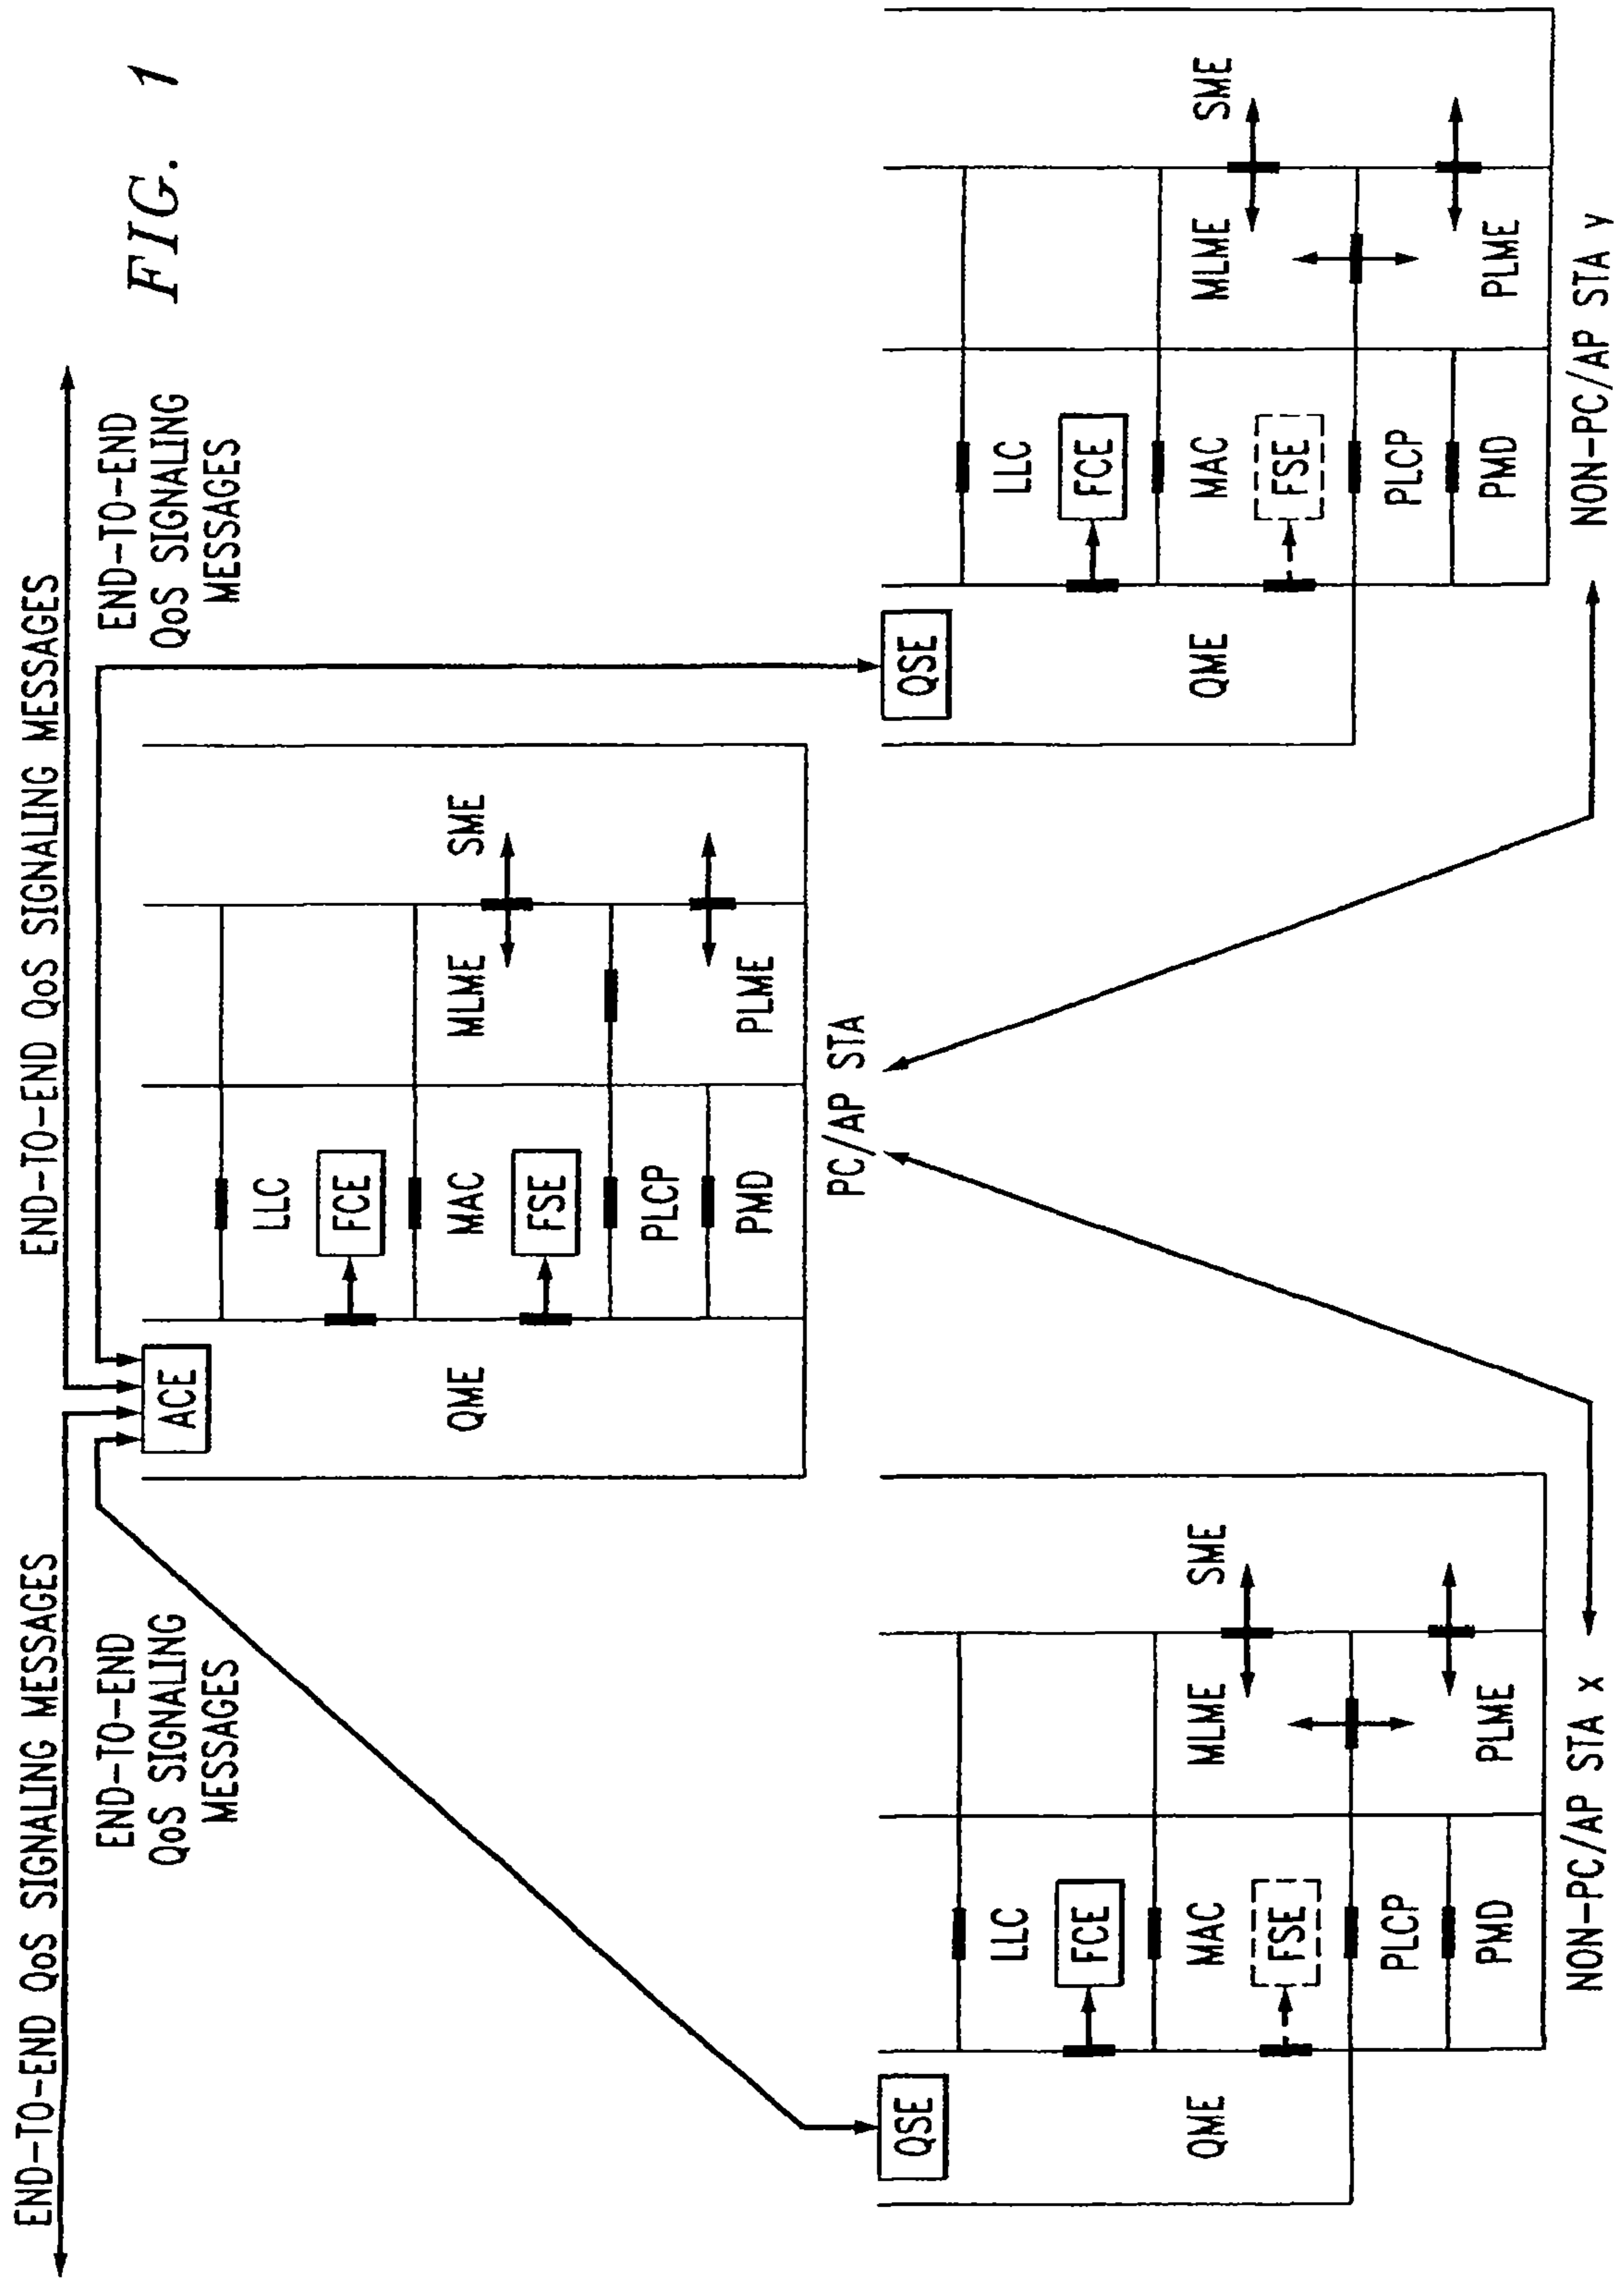 FIG. 1
END-TO-END QoS SIGNALING MESSAGES
END-TO-END QoS SIGNALING MESSAGES
END-TO-END
QoS SIGNALING
MESSAGES
END-TO-END
QoS SIGNALING
MESSAGES
ACE
LLC
FCE
QME
MAC
MLME
SME
FSE
PLCP
PMD
PLME
PC/AP STA
QSE
LLC
FCE
QME
MAC
MLME
SME
FSE
PLCP
PMD
PLME
NON-PC/AP STA x
QSE
LLC
FCE
QME
MAC
MLME
SME
FSE
PLCP
PMD
PLME
NON-PC/AP STA y